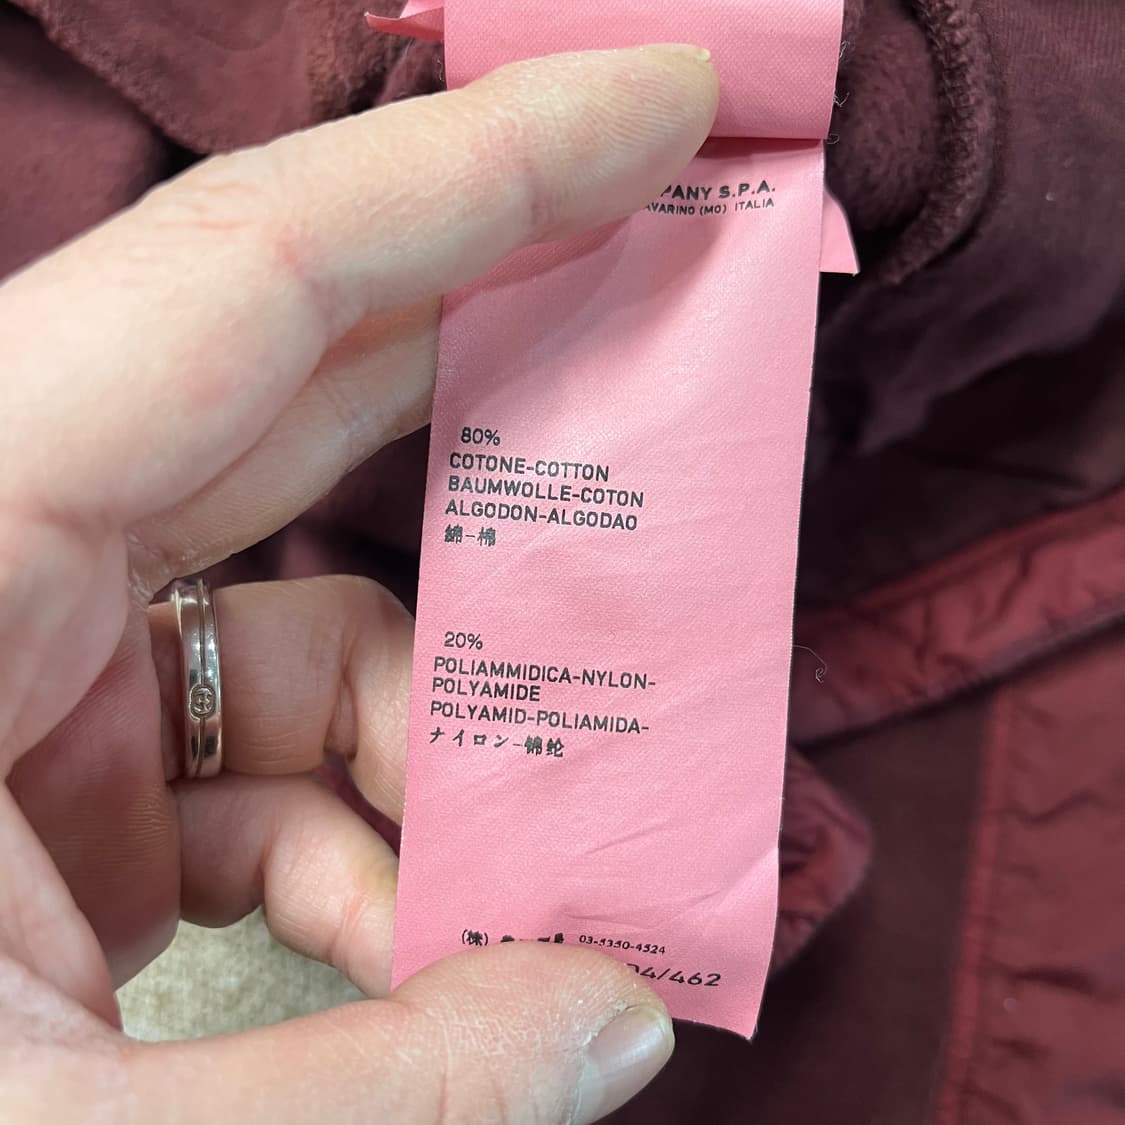 PANY S.P.A.
AVARINO (MO) ITALIA
80%
COTONE-COTTON
BAUMWOLLE-COTON
ALGODON-ALGODAO
綿-棉
20%
POLIAMMIDICA-NYLON-
POLYAMIDE
POLYAMID-POLIAMIDA-
ナイロン-锦纶
(株) 03-5350-4524
04/462